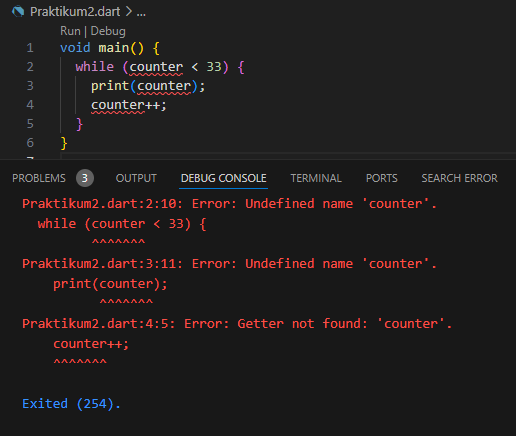 Praktikum2.dart > ...
Run | Debug
1 void main() {
2   while (counter < 33) {
3     print(counter);
4     counter++;
5   }
6 }
7
PROBLEMS 3 OUTPUT DEBUG CONSOLE TERMINAL PORTS SEARCH ERROR
Praktikum2.dart:2:10: Error: Undefined name 'counter'.
  while (counter < 33) {
         ^^^^^^^
Praktikum2.dart:3:11: Error: Undefined name 'counter'.
    print(counter);
          ^^^^^^^
Praktikum2.dart:4:5: Error: Getter not found: 'counter'.
    counter++;
    ^^^^^^^
Exited (254).